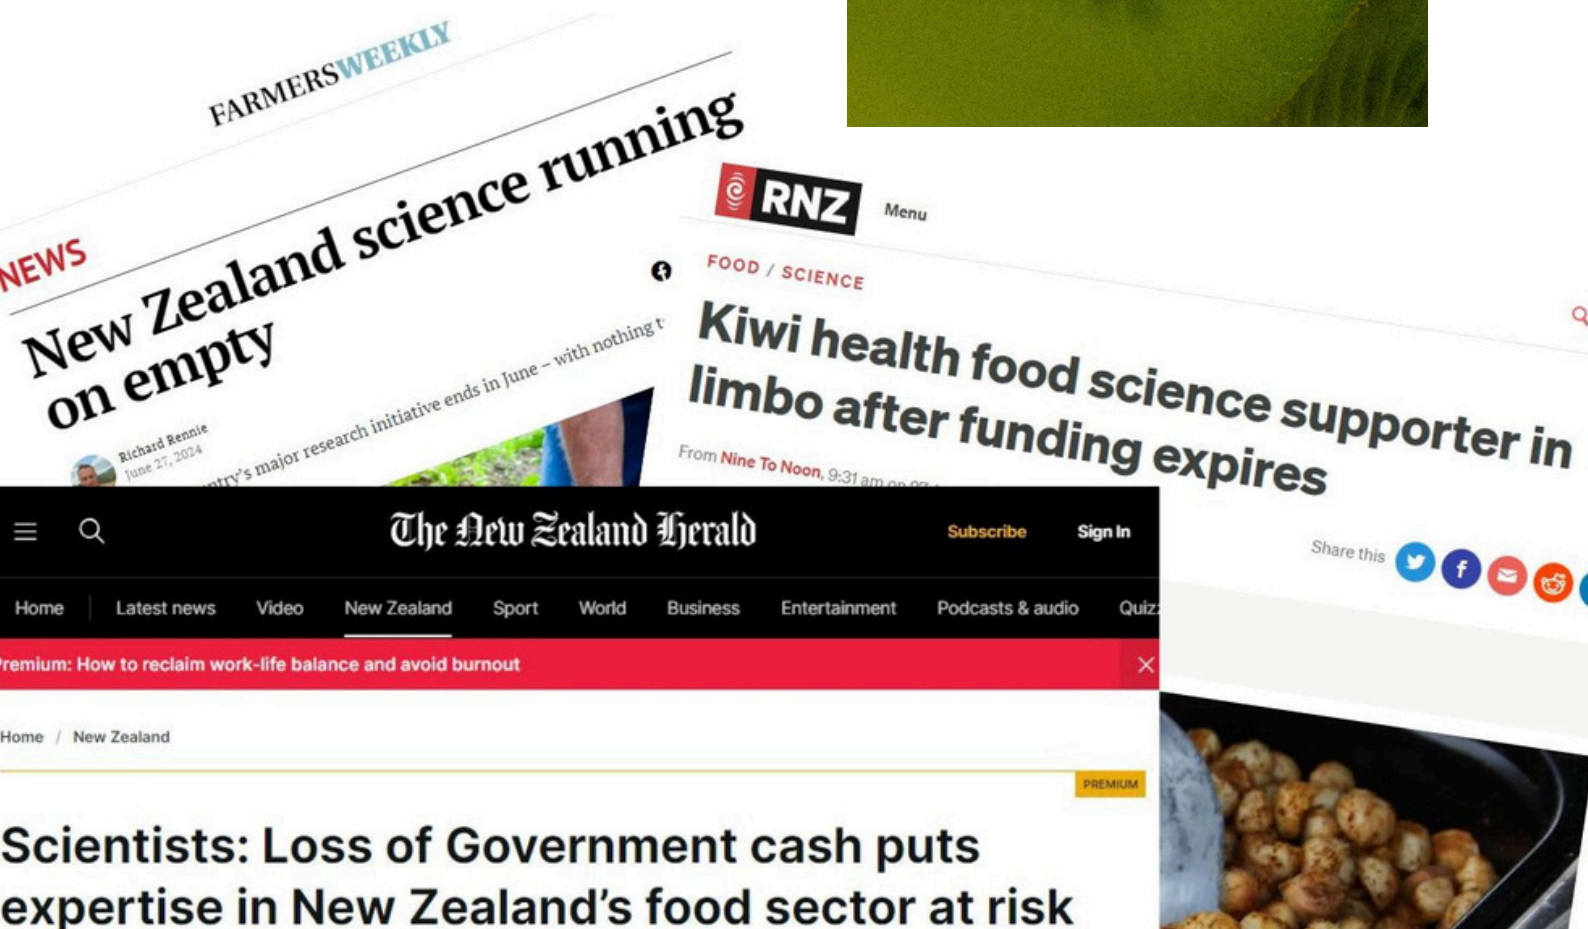 FARMERSWEEKLY
NEWS
New Zealand science running
on empty
Richard Rennie
June 27, 2024
major research initiative ends in June – with nothing
RNZ
Menu
FOOD / SCIENCE
Kiwi health food science supporter in
limbo after funding expires
From Nine To Noon, 9:31 am on
Share this
The New Zealand Herald
Subscribe
Sign In
Home
Latest news
Video
New Zealand
Sport
World
Business
Entertainment
Podcasts & audio
Premium: How to reclaim work-life balance and avoid burnout
Home / New Zealand
PREMIUM
Scientists: Loss of Government cash puts
expertise in New Zealand's food sector at risk